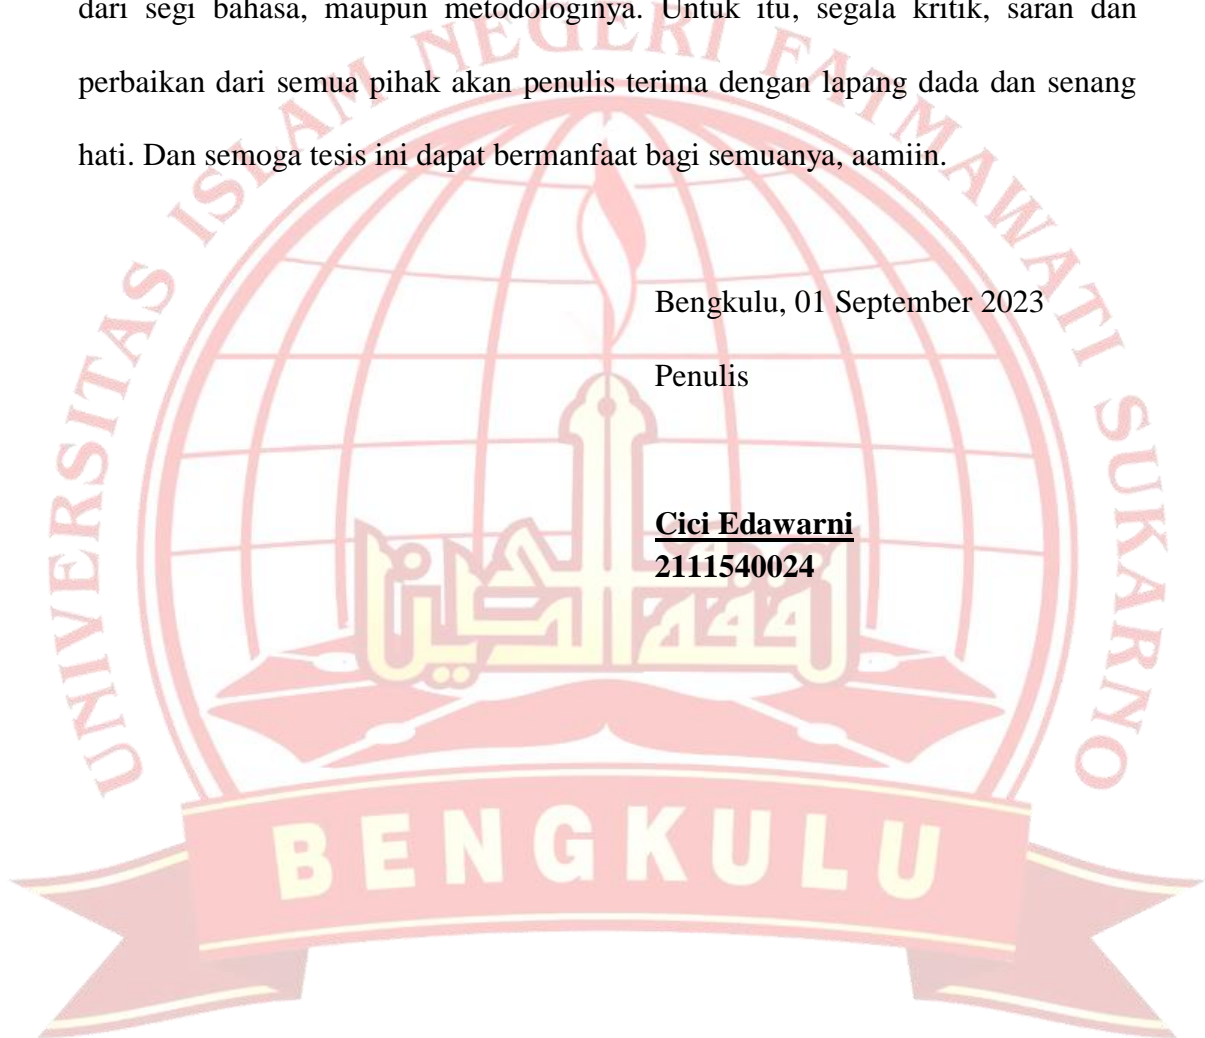 dari segi bahasa, maupun metodologinya. Untuk itu, segala kritik, saran dan
perbaikan dari semua pihak akan penulis terima dengan lapang dada dan senang
hati. Dan semoga tesis ini dapat bermanfaat bagi semuanya, aamiin.
Bengkulu, 01 September 2023
Penulis
Cici Edawarni
2111540024
UNIVERSITAS ISLAM NEGERI FATMAWATI SUKARNO
BENGKULU